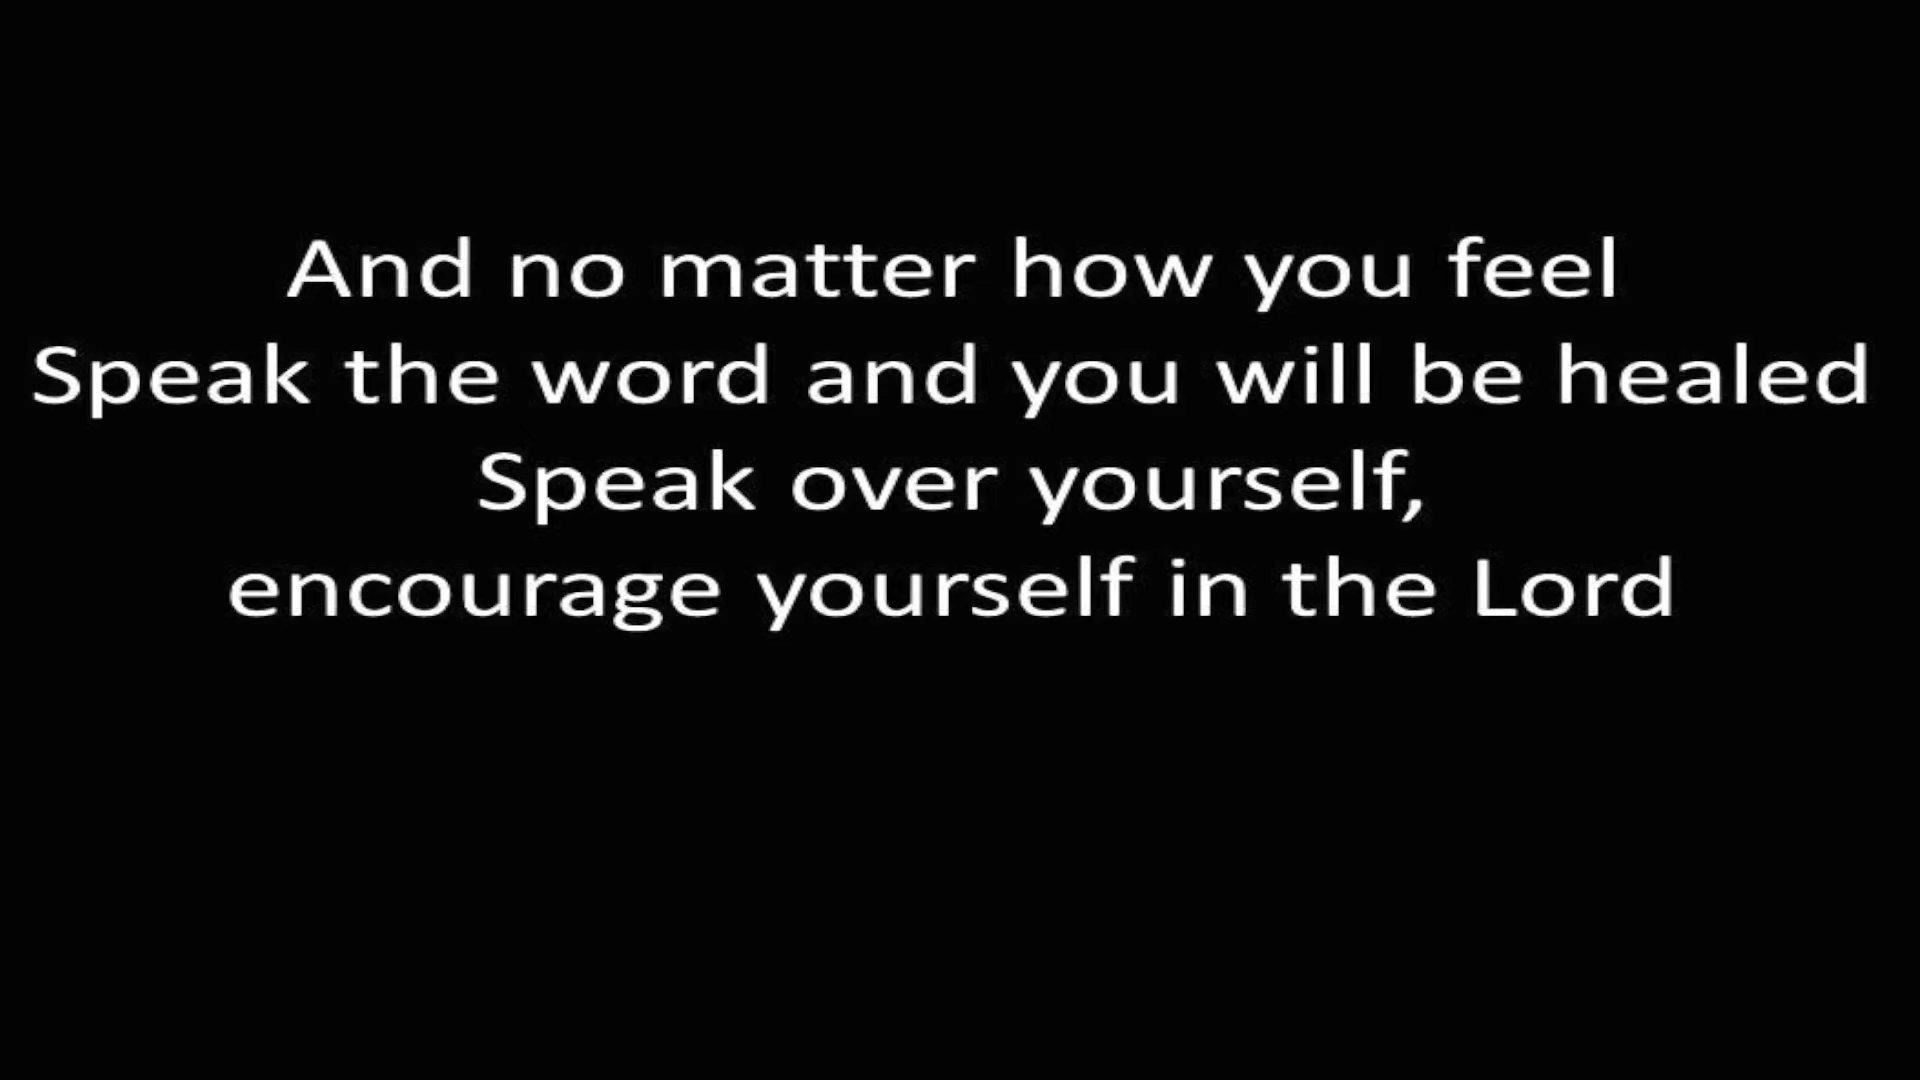 And no matter how you feel
Speak the word and you will be healed
Speak over yourself,
encourage yourself in the Lord